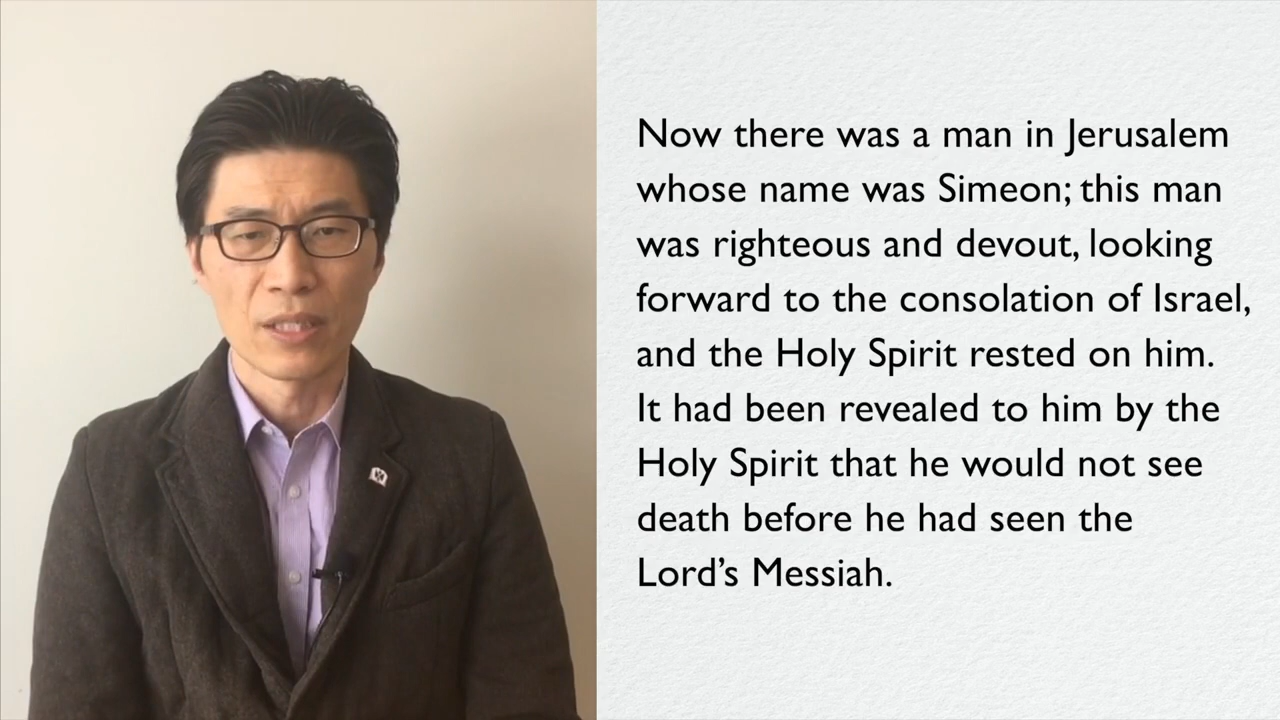 Now there was a man in Jerusalem
whose name was Simeon; this man
was righteous and devout, looking
forward to the consolation of Israel,
and the Holy Spirit rested on him.
It had been revealed to him by the
Holy Spirit that he would not see
death before he had seen the
Lord’s Messiah.